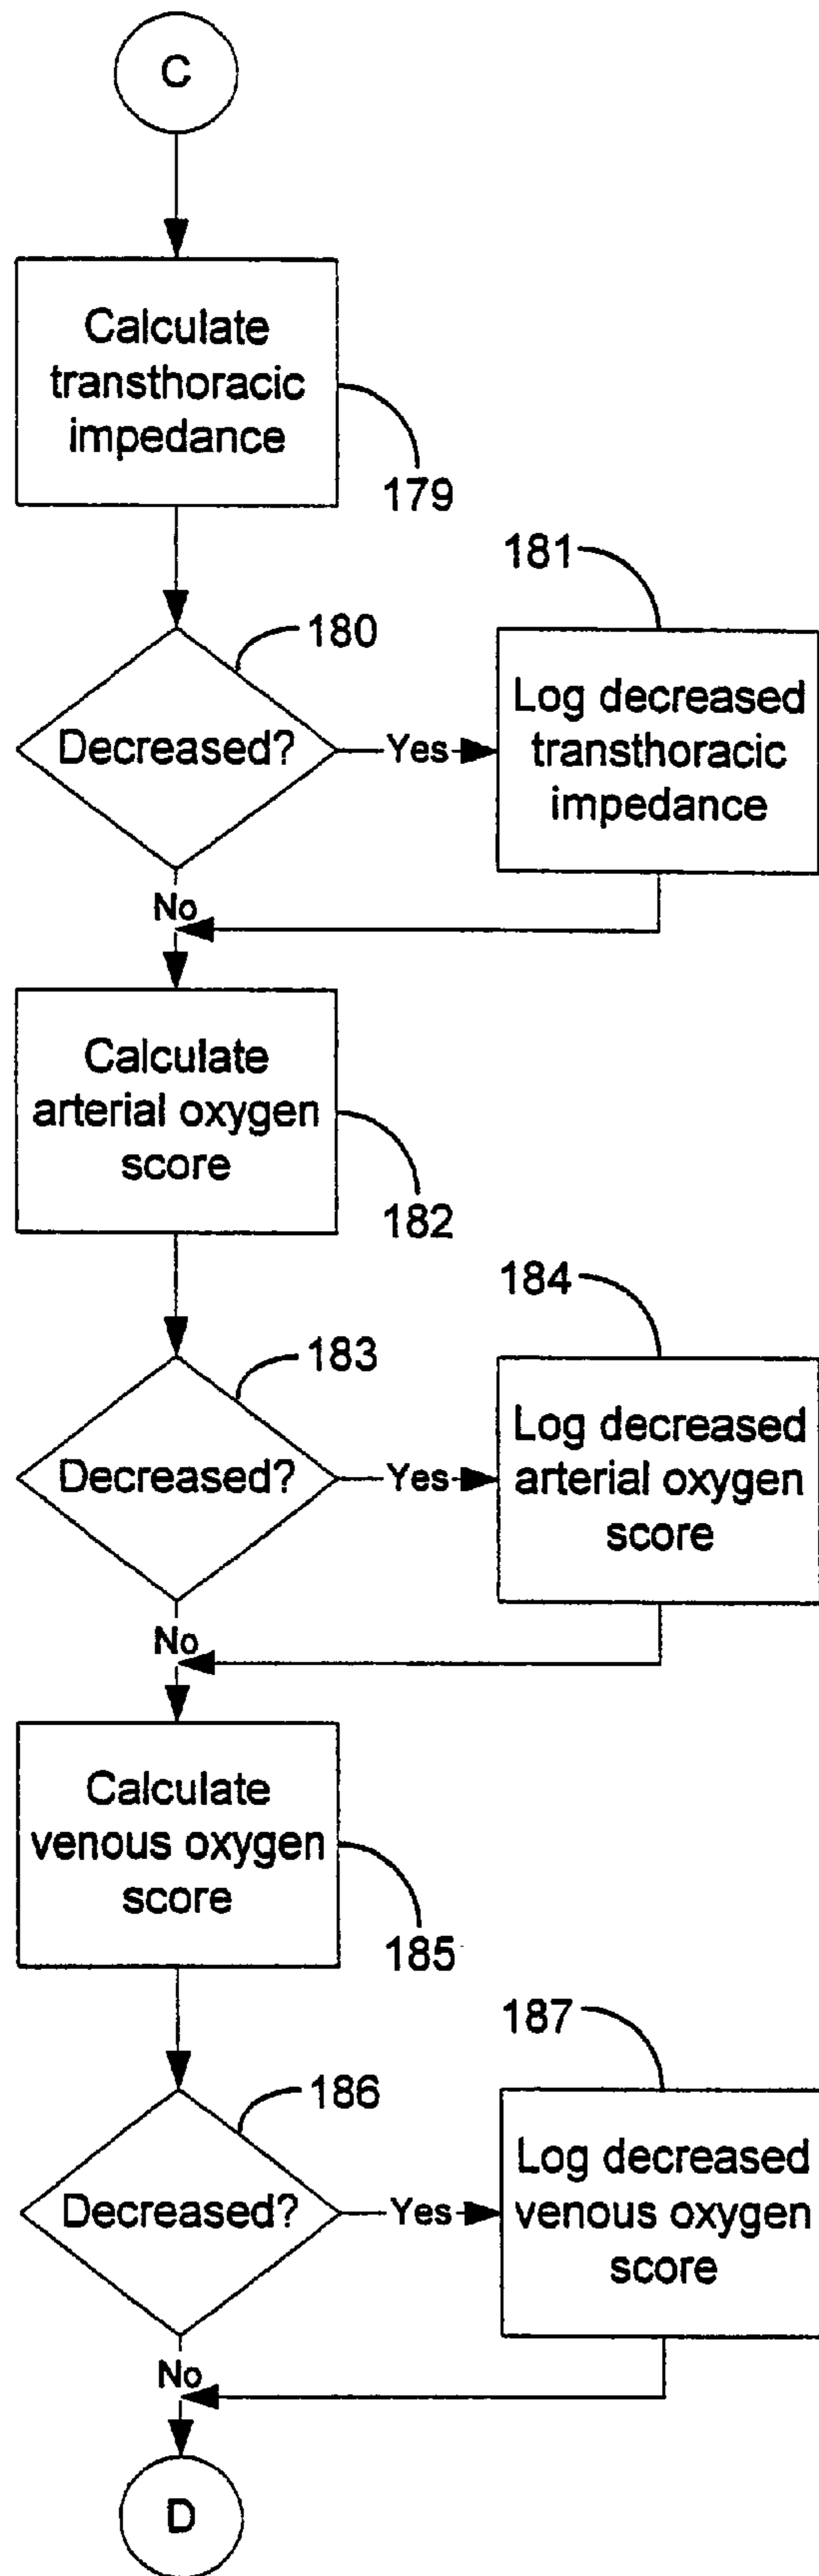 C
Calculate
transthoracic
impedance
179
181
180
Decreased?
Yes
Log decreased
transthoracic
impedance
No
Calculate
arterial oxygen
score
182
184
183
Decreased?
Yes
Log decreased
arterial oxygen
score
No
Calculate
venous oxygen
score
185
187
186
Decreased?
Yes
Log decreased
venous oxygen
score
No
D